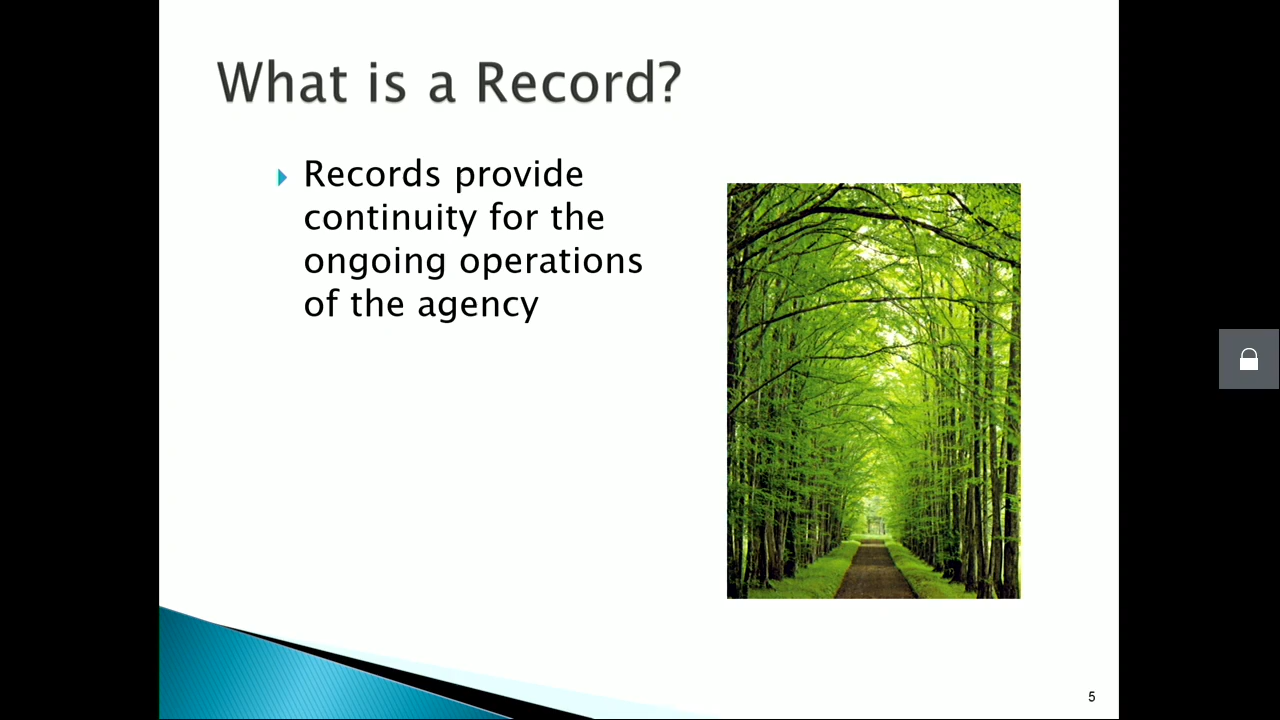 What is a Record?
Records provide
continuity for the
ongoing operations
of the agency
5